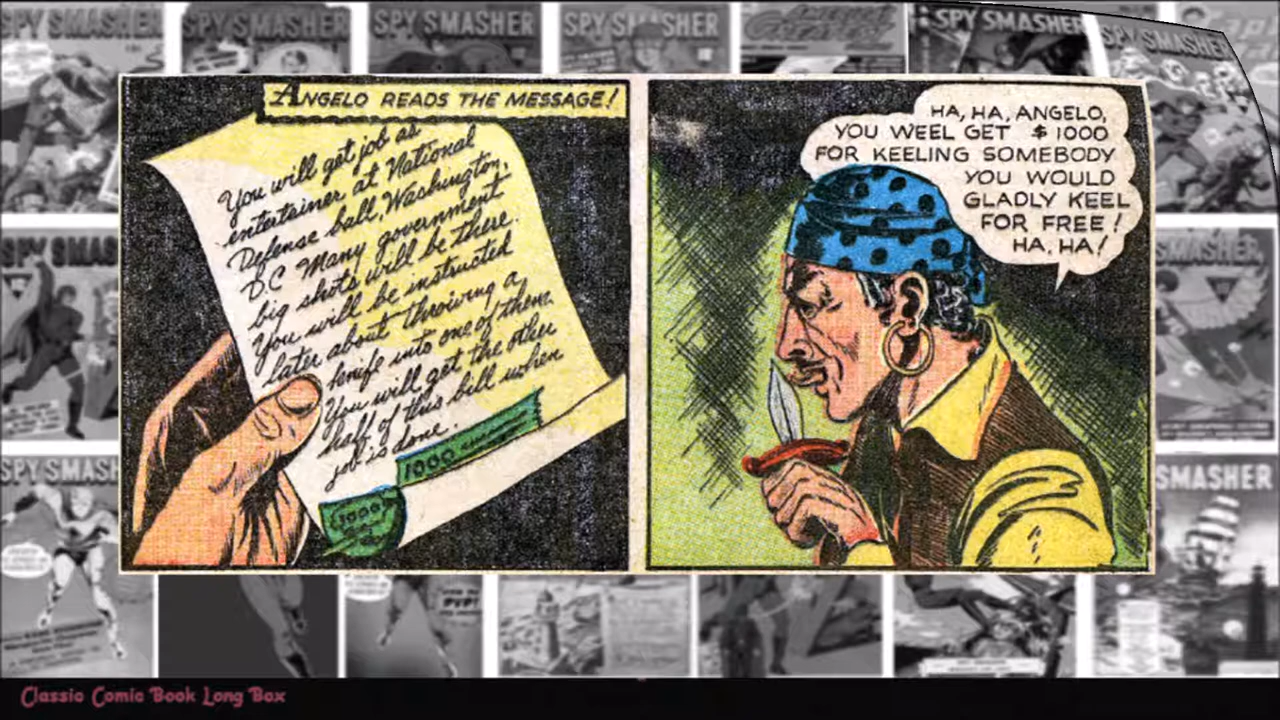 SPY SMASHER
SPY SMASHER
SPY SMASHER
SPY SMASHER
SPY SMASHER
SPY SMASHER
ANGELO READS THE MESSAGE!
You will get job as
entertainer at National
Defense ball, Washington,
D.C Many government
big shots will be there.
You will be instructed
later about throwing a
knife into one of them.
You will get the other
half of this bill when
job is done.
1000
1000
HA, HA, ANGELO,
YOU WEEL GET $1000
FOR KEELING SOMEBODY
YOU WOULD
GLADLY KEEL
FOR FREE!
HA, HA!
SPY SMAS
SMASHER
SPY SMASHER
SMASHER
Classic Comic Book Long Box